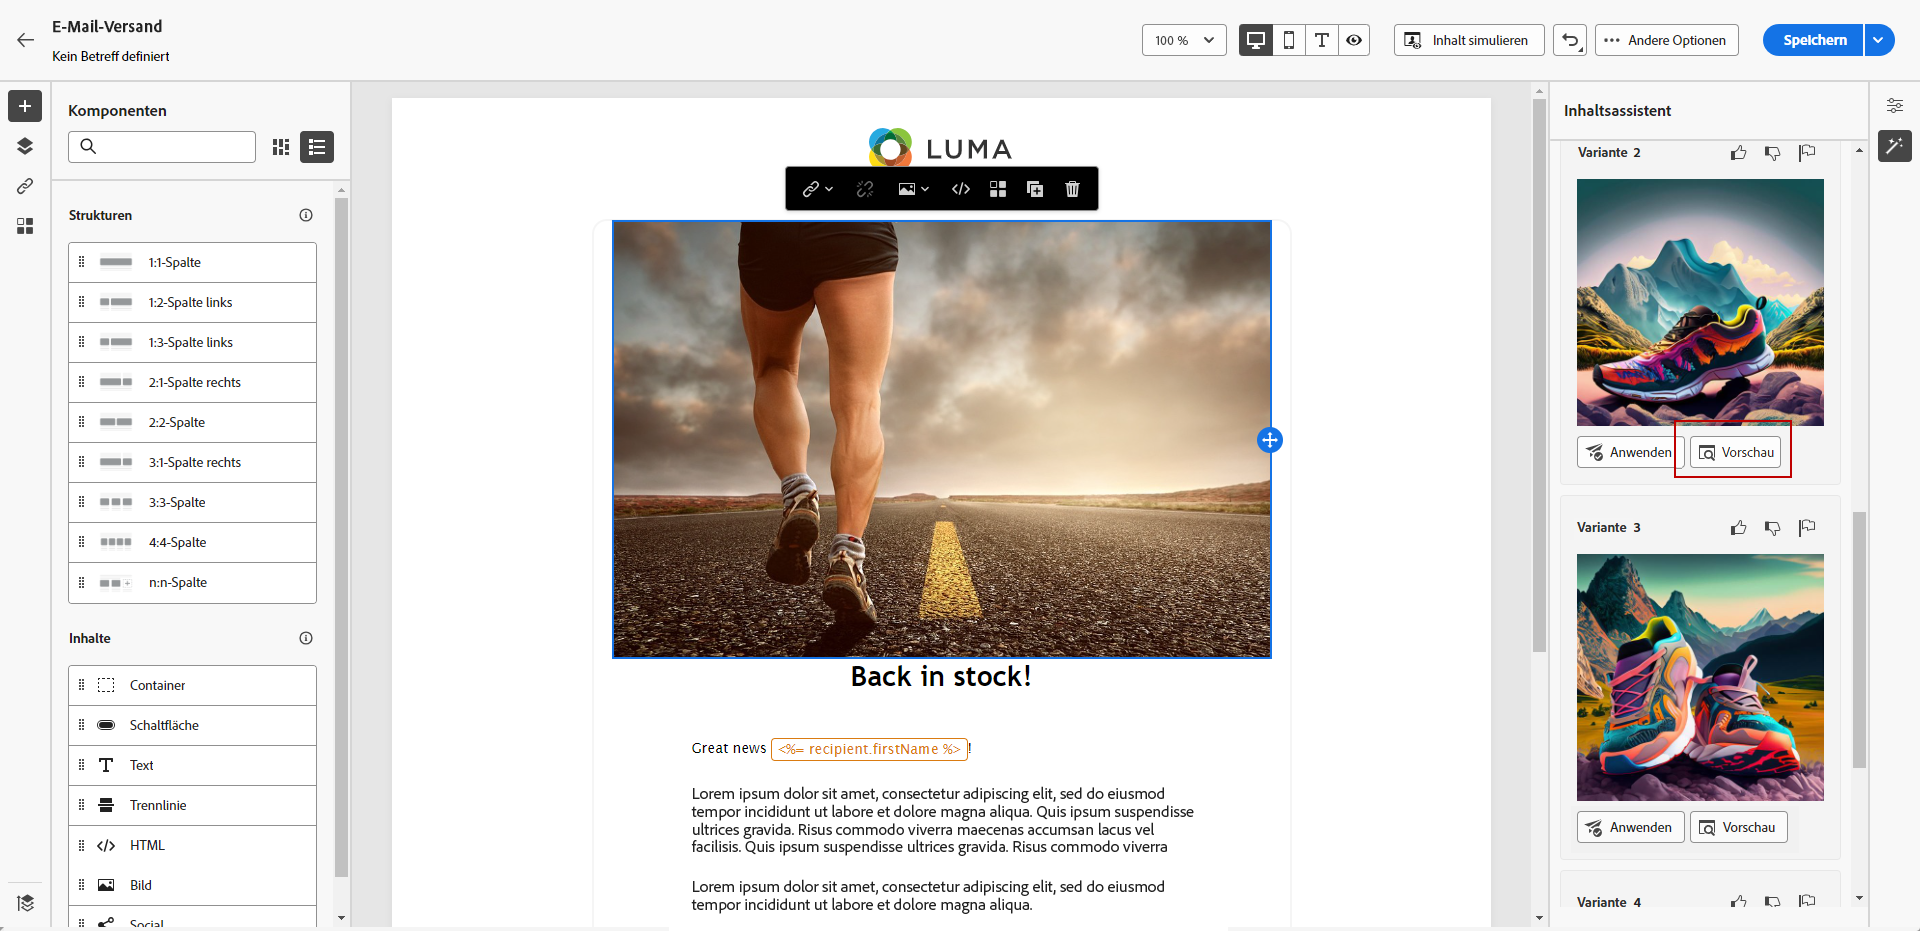 E-Mail-Versand
Kein Betreff definiert
100 %
Inhalt simulieren
Andere Optionen
Speichern
Komponenten
Strukturen
1:1-Spalte
1:2-Spalte links
1:3-Spalte links
2:1-Spalte rechts
2:2-Spalte
3:1-Spalte rechts
3:3-Spalte
4:4-Spalte
n:n-Spalte
Inhalte
Container
Schaltfläche
Text
Trennlinie
HTML
Bild
Social
LUMA
Back in stock!
Great news <%= recipient.firstName %>!
Lorem ipsum dolor sit amet, consectetur adipiscing elit, sed do eiusmod
tempor incididunt ut labore et dolore magna aliqua. Quis ipsum suspendisse
ultrices gravida. Risus commodo viverra maecenas accumsan lacus vel
facilisis. Quis ipsum suspendisse ultrices gravida. Risus commodo viverra
Lorem ipsum dolor sit amet, consectetur adipiscing elit, sed do eiusmod
tempor incididunt ut labore et dolore magna aliqua.
Inhaltsassistent
Variante 2
Anwenden
Vorschau
Variante 3
Anwenden
Vorschau
Variante 4